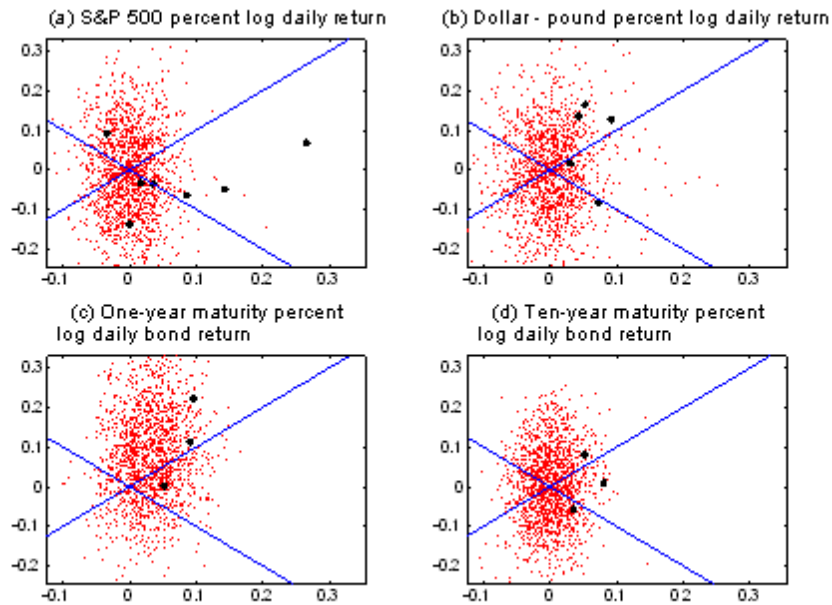 (a) S&P 500 percent log daily return
0.3
0.2
0.1
0
-0.1
-0.2
-0.1 0 0.1 0.2 0.3
(b) Dollar - pound percent log daily return
0.3
0.2
0.1
0
-0.1
-0.2
-0.1 0 0.1 0.2 0.3
(c) One-year maturity percent
log daily bond return
0.3
0.2
0.1
0
-0.1
-0.2
-0.1 0 0.1 0.2 0.3
(d) Ten-year maturity percent
log daily bond return
0.3
0.2
0.1
0
-0.1
-0.2
-0.1 0 0.1 0.2 0.3